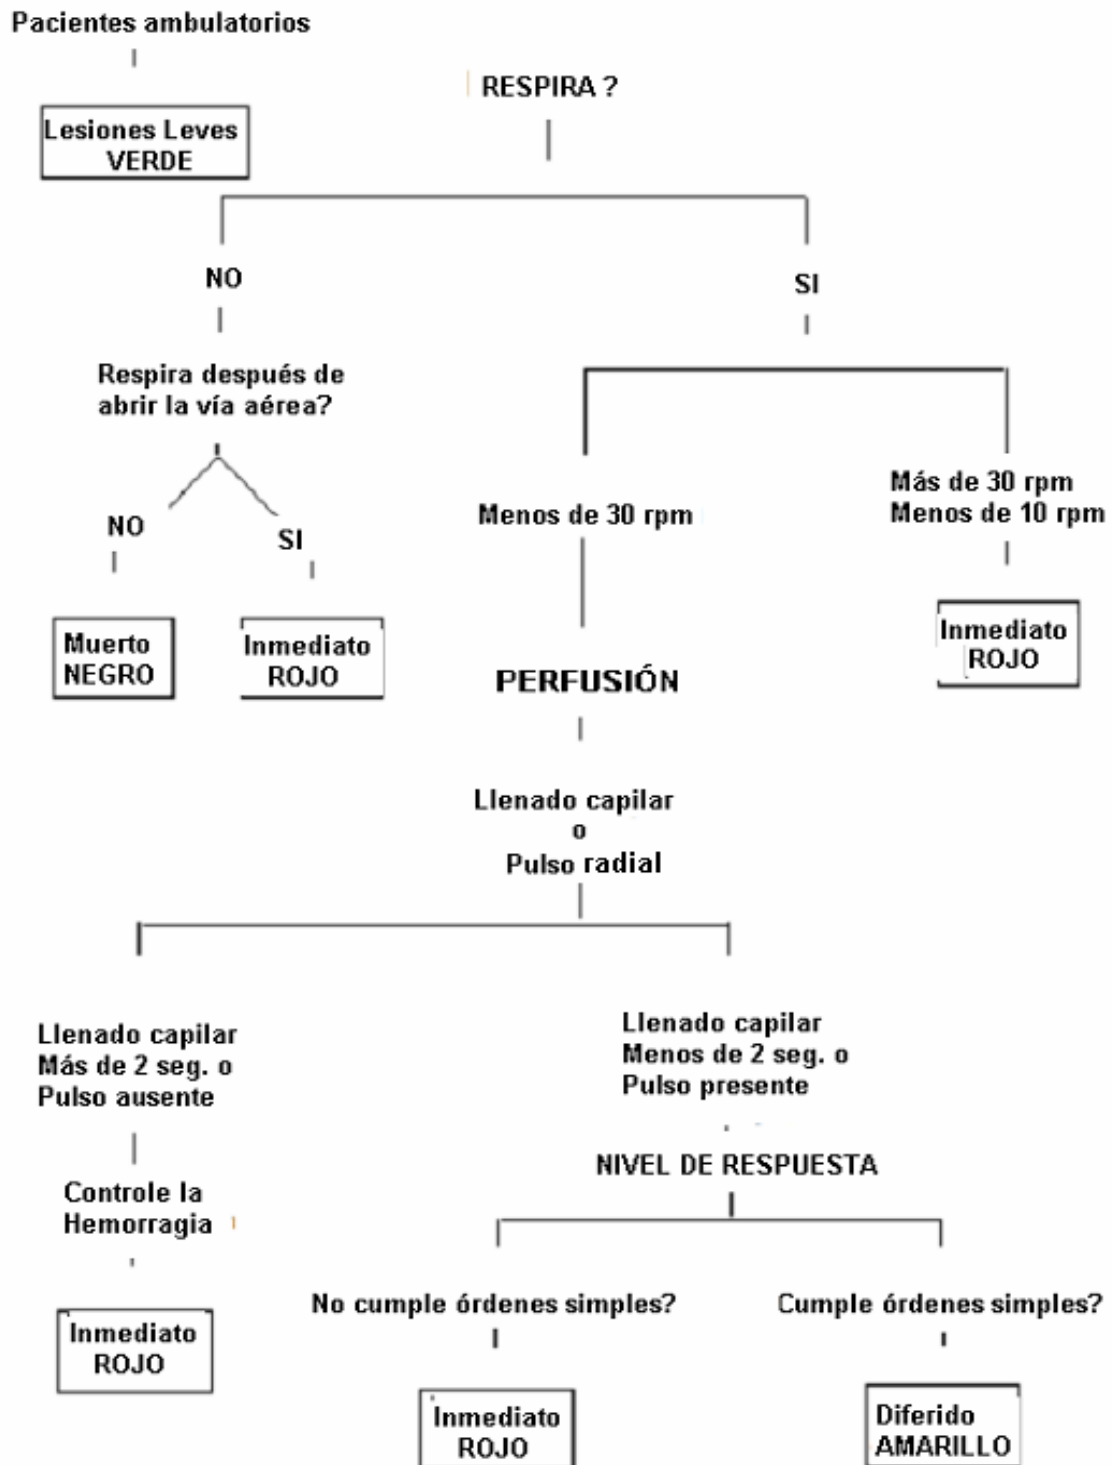 Pacientes ambulatorios
Lesiones Leves
VERDE
RESPIRA ?
NO
SI
Respira después de
abrir la vía aérea?
NO
SI
Muerto
NEGRO
Inmediato
ROJO
Menos de 30 rpm
Más de 30 rpm
Menos de 10 rpm
Inmediato
ROJO
PERFUSIÓN
Llenado capilar
o
Pulso radial
Llenado capilar
Más de 2 seg. o
Pulso ausente
Controle la
Hemorragia
Inmediato
ROJO
Llenado capilar
Menos de 2 seg. o
Pulso presente
NIVEL DE RESPUESTA
No cumple órdenes simples?
Cumple órdenes simples?
Inmediato
ROJO
Diferido
AMARILLO